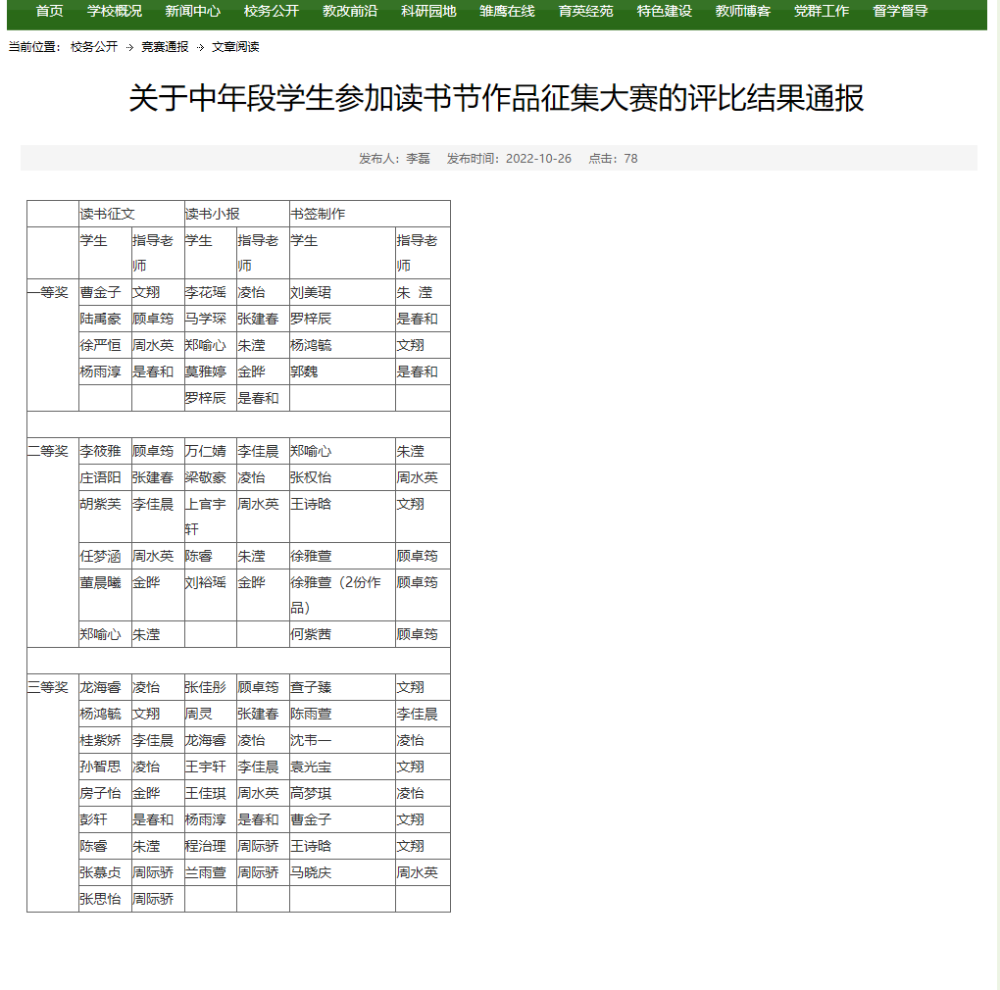 首页 学校概况 新闻中心 校务公开 教改前沿 科研园地 雏鹰在线 育英经苑 特色建设 教师博客 党群工作 督学督导
当前位置： 校务公开 → 竞赛通报 → 文章阅读
关于中年段学生参加读书节作品征集大赛的评比结果通报
发布人：李磊 发布时间：2022-10-26 点击：78
读书征文 读书小报 书签制作
学生 指导老师 学生 指导老师 学生 指导老师
一等奖 曹金子 文翔 李花瑶 凌怡 刘美珺 朱 滢
陆禹豪 顾卓筠 马学琛 张建春 罗梓辰 是春和
徐严恒 周水英 郑喻心 朱滢 杨鸿毓 文翔
杨雨淳 是春和 莫雅婷 金晔 郭魏 是春和
罗梓辰 是春和
二等奖 李筱雅 顾卓筠 万仁婧 李佳晨 郑喻心 朱滢
庄语阳 张建春 梁敬豪 凌怡 张权怡 周水英
胡紫芙 李佳晨 上官宇轩 周水英 王诗晗 文翔
任梦涵 周水英 陈睿 朱滢 徐雅萱 顾卓筠
董晨曦 金晔 刘裕瑶 金晔 徐雅萱（2份作品） 顾卓筠
郑喻心 朱滢 何紫茜 顾卓筠
三等奖 龙海睿 凌怡 张佳彤 顾卓筠 查子臻 文翔
杨鸿毓 文翔 周灵 张建春 陈雨萱 李佳晨
桂紫娇 李佳晨 龙海睿 凌怡 沈韦一 凌怡
孙智思 凌怡 王宇轩 李佳晨 袁光宝 文翔
房子怡 金晔 王佳琪 周水英 高梦琪 凌怡
彭轩 是春和 杨雨淳 是春和 曹金子 文翔
陈睿 朱滢 程治理 周际骄 王诗晗 文翔
张慕贞 周际骄 兰雨萱 周际骄 马晓庆 周水英
张思怡 周际骄